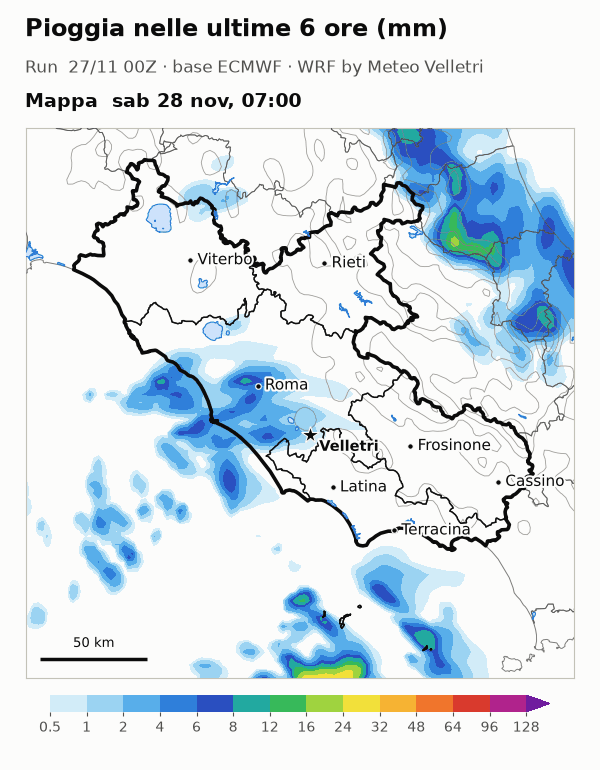 Pioggia nelle ultime 6 ore (mm)
Run  27/11 00Z · base ECMWF · WRF by Meteo Velletri
Mappa  sab 28 nov, 07:00
Viterbo
Rieti
Roma
Velletri
Frosinone
Cassino
Latina
Terracina
50 km
0.5 1 2 4 6 8 12 16 24 32 48 64 96 128